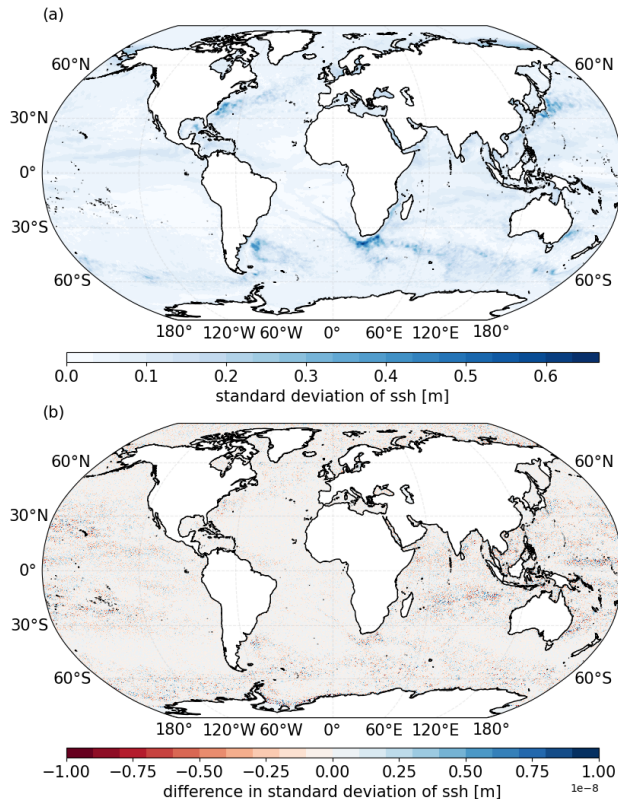 (a)
60°N 60°N
30°N 30°N
0° 0°
30°S 30°S
60°S 60°S
180° 120°W 60°W 0° 60°E 120°E 180°
0.0 0.1 0.2 0.3 0.4 0.5 0.6
standard deviation of ssh [m]
(b)
60°N 60°N
30°N 30°N
0° 0°
30°S 30°S
60°S 60°S
180° 120°W 60°W 0° 60°E 120°E 180°
−1.00 −0.75 −0.50 −0.25 0.00 0.25 0.50 0.75 1.00
difference in standard deviation of ssh [m] 1e−8